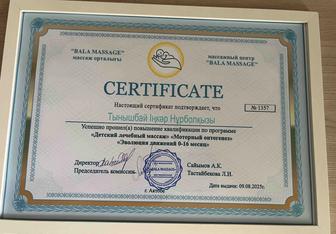 "BALA MASSAGE"
массаж орталығы
массажный центр
"BALA MASSAGE"
CERTIFICATE
Настоящий сертификат подтверждает, что
№ 1357
Тынышбай Іңкар Нұрболқызы
Успешно прошел(а) повышение квалификации по программе
«Детский лечебный массаж» «Моторный онтогенез»
«Эволюция движений 0-16 месяц»
Директор
Сайымов А.К.
Председатель комиссии
Тастайбекова Л.И.
г. Актобе
Дата выдачи: 09.08.2025г.